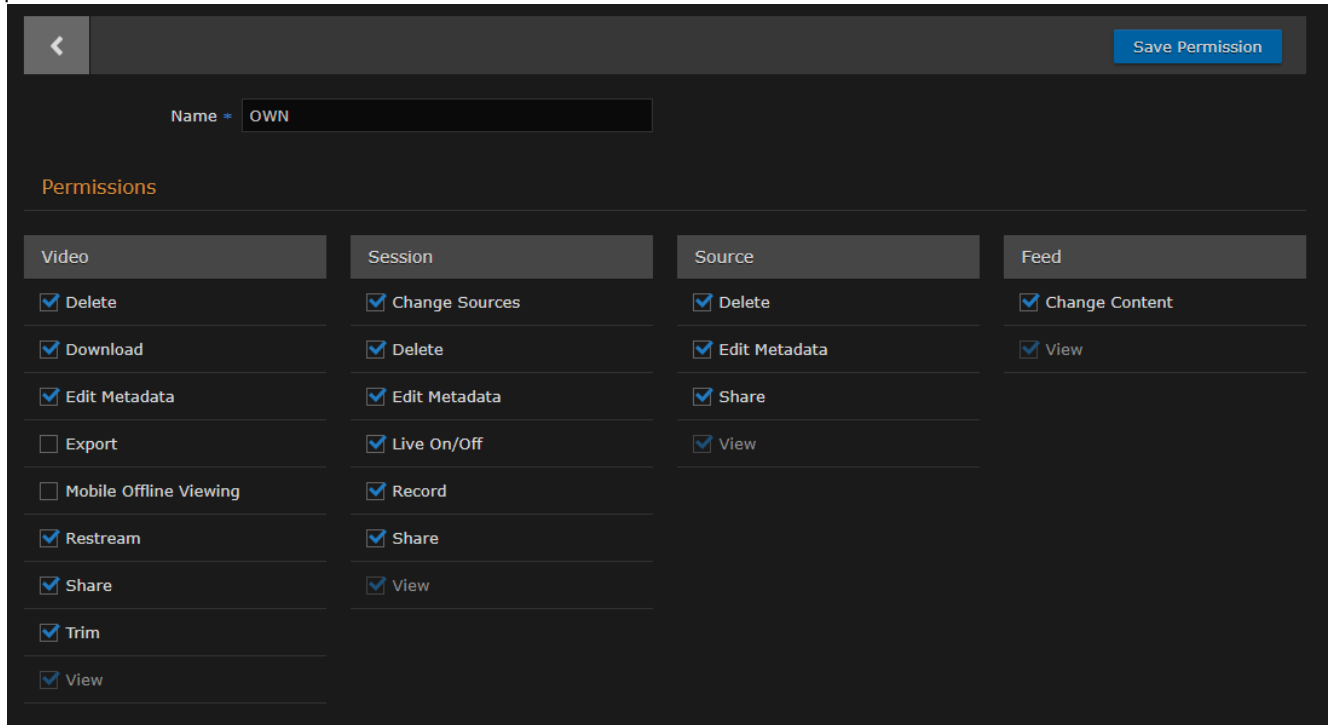 Save Permission
Name * OWN
Permissions
Video Session Source Feed
Delete Change Sources Delete Change Content
Download Delete Edit Metadata View
Edit Metadata Edit Metadata Share
Export Live On/Off View
Mobile Offline Viewing Record
Restream Share
Share View
Trim
View